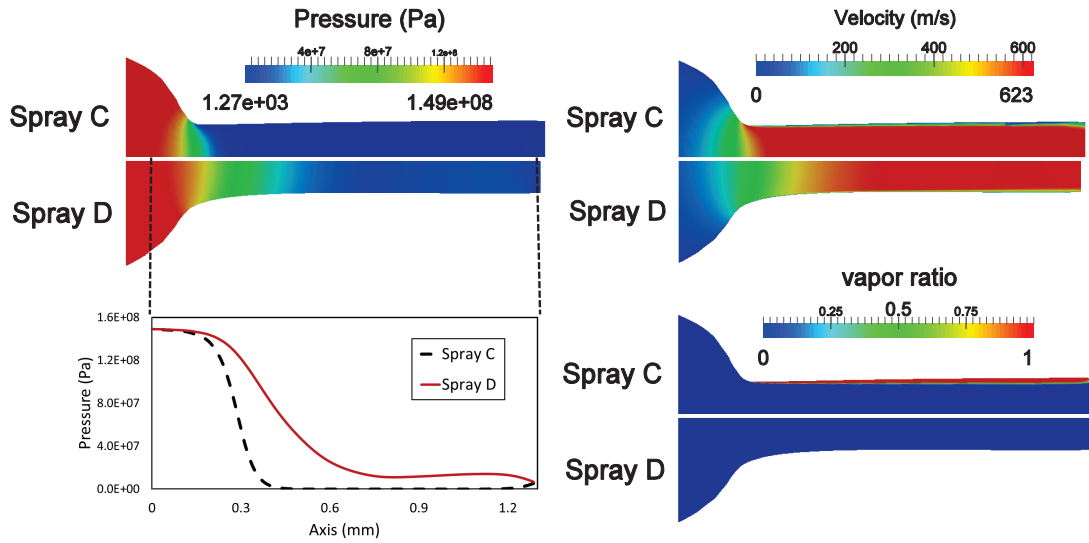 Pressure (Pa)
4e+7 8e+7 1.2e+8
1.27e+03 1.49e+08
Spray C
Spray D
Velocity (m/s)
200 400 600
0 623
Spray C
Spray D
vapor ratio
0.25 0.5 0.75
0 1
Spray C
Spray D
1.6E+08
1.2E+08
8.0E+07
4.0E+07
0.0E+00
Pressure (Pa)
Spray C
Spray D
0 0.3 0.6 0.9 1.2
Axis (mm)